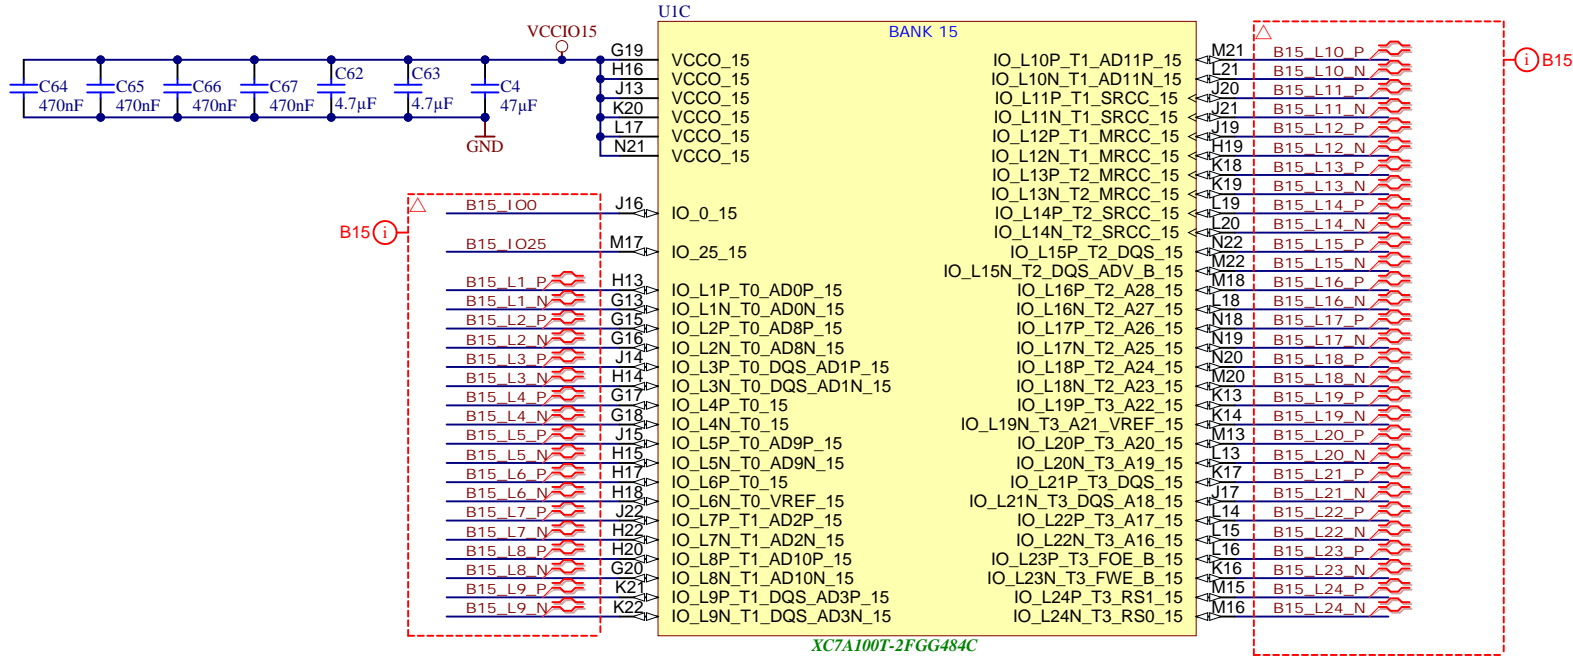 U1C
BANK 15
VCCIO15
C64 470nF
C65 470nF
C66 470nF
C67 470nF
C62 4.7µF
C63 4.7µF
C4 47µF
GND
G19 VCCO_15
H16 VCCO_15
J13 VCCO_15
K20 VCCO_15
L17 VCCO_15
N21 VCCO_15
B15 i
B15_IO0 J16 IO_0_15
B15_IO25 M17 IO_25_15
B15_L1_P H13 IO_L1P_T0_AD0P_15
B15_L1_N G13 IO_L1N_T0_AD0N_15
B15_L2_P G15 IO_L2P_T0_AD8P_15
B15_L2_N G16 IO_L2N_T0_AD8N_15
B15_L3_P J14 IO_L3P_T0_DQS_AD1P_15
B15_L3_N H14 IO_L3N_T0_DQS_AD1N_15
B15_L4_P G17 IO_L4P_T0_15
B15_L4_N G18 IO_L4N_T0_15
B15_L5_P J15 IO_L5P_T0_AD9P_15
B15_L5_N H15 IO_L5N_T0_AD9N_15
B15_L6_P H17 IO_L6P_T0_15
B15_L6_N H18 IO_L6N_T0_VREF_15
B15_L7_P J22 IO_L7P_T1_AD2P_15
B15_L7_N H22 IO_L7N_T1_AD2N_15
B15_L8_P H20 IO_L8P_T1_AD10P_15
B15_L8_N G20 IO_L8N_T1_AD10N_15
B15_L9_P K21 IO_L9P_T1_DQS_AD3P_15
B15_L9_N K22 IO_L9N_T1_DQS_AD3N_15
IO_L10P_T1_AD11P_15 M21 B15_L10_P
IO_L10N_T1_AD11N_15 L21 B15_L10_N
IO_L11P_T1_SRCC_15 J20 B15_L11_P
IO_L11N_T1_SRCC_15 J21 B15_L11_N
IO_L12P_T1_MRCC_15 J19 B15_L12_P
IO_L12N_T1_MRCC_15 H19 B15_L12_N
IO_L13P_T2_MRCC_15 K18 B15_L13_P
IO_L13N_T2_MRCC_15 K19 B15_L13_N
IO_L14P_T2_SRCC_15 L19 B15_L14_P
IO_L14N_T2_SRCC_15 L20 B15_L14_N
IO_L15P_T2_DQS_15 N22 B15_L15_P
IO_L15N_T2_DQS_ADV_B_15 M22 B15_L15_N
IO_L16P_T2_A28_15 M18 B15_L16_P
IO_L16N_T2_A27_15 L18 B15_L16_N
IO_L17P_T2_A26_15 N18 B15_L17_P
IO_L17N_T2_A25_15 N19 B15_L17_N
IO_L18P_T2_A24_15 N20 B15_L18_P
IO_L18N_T2_A23_15 M20 B15_L18_N
IO_L19P_T3_A22_15 K13 B15_L19_P
IO_L19N_T3_A21_VREF_15 K14 B15_L19_N
IO_L20P_T3_A20_15 M13 B15_L20_P
IO_L20N_T3_A19_15 L13 B15_L20_N
IO_L21P_T3_DQS_15 K17 B15_L21_P
IO_L21N_T3_DQS_A18_15 J17 B15_L21_N
IO_L22P_T3_A17_15 L14 B15_L22_P
IO_L22N_T3_A16_15 L15 B15_L22_N
IO_L23P_T3_FOE_B_15 L16 B15_L23_P
IO_L23N_T3_FWE_B_15 K16 B15_L23_N
IO_L24P_T3_RS1_15 M15 B15_L24_P
IO_L24N_T3_RS0_15 M16 B15_L24_N
i B15
XC7A100T-2FGG484C